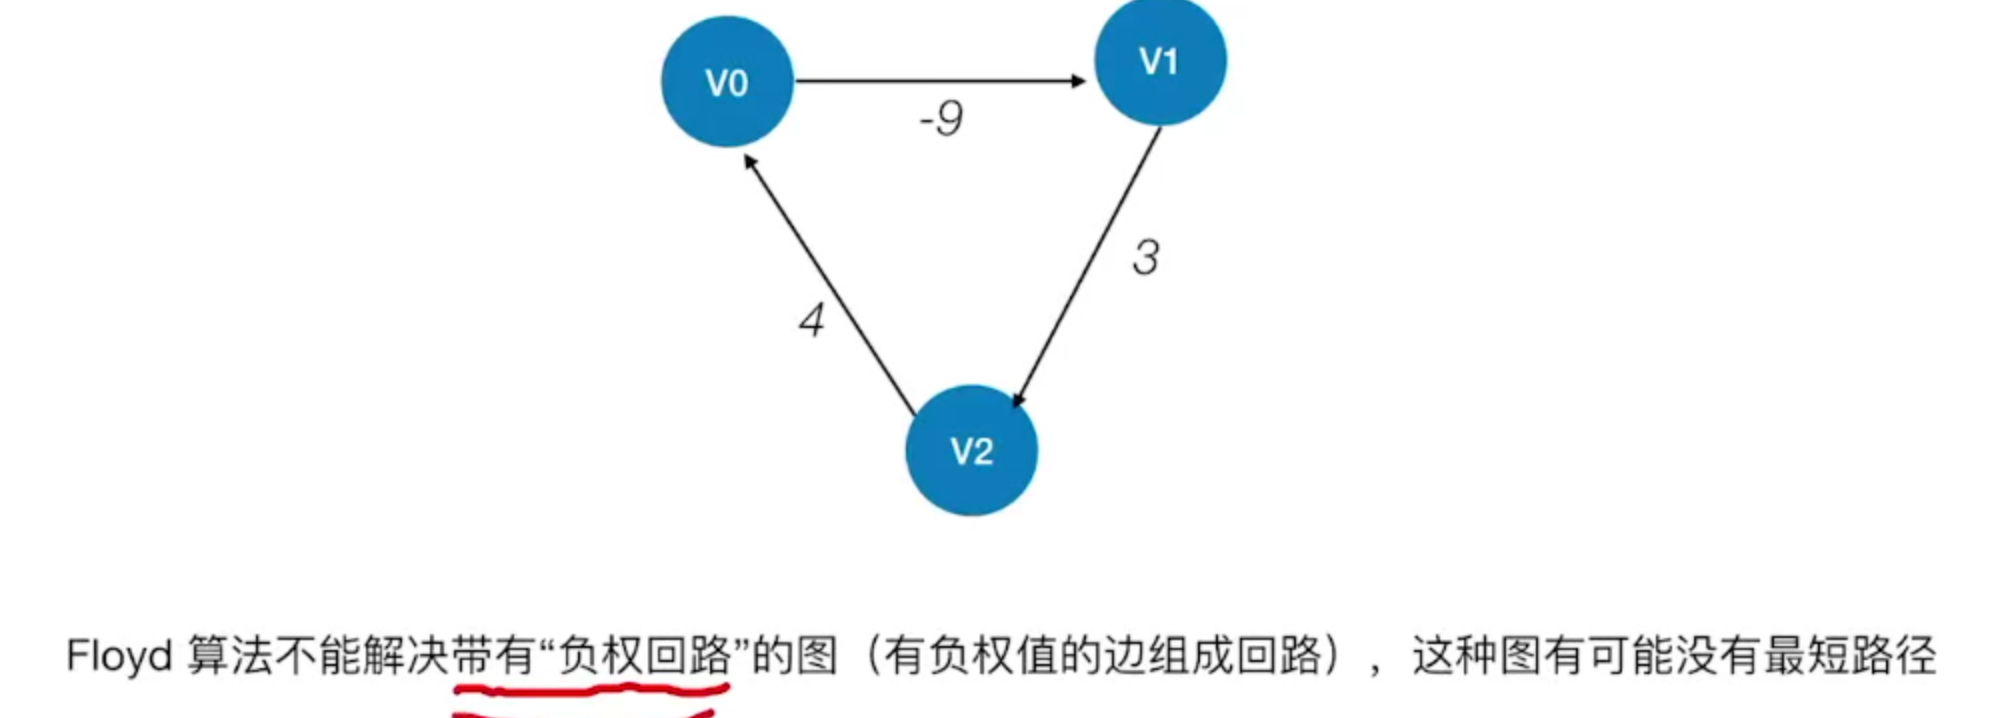 V0
V1
-9
3
4
V2
Floyd 算法不能解决带有“负权回路”的图（有负权值的边组成回路），这种图有可能没有最短路径